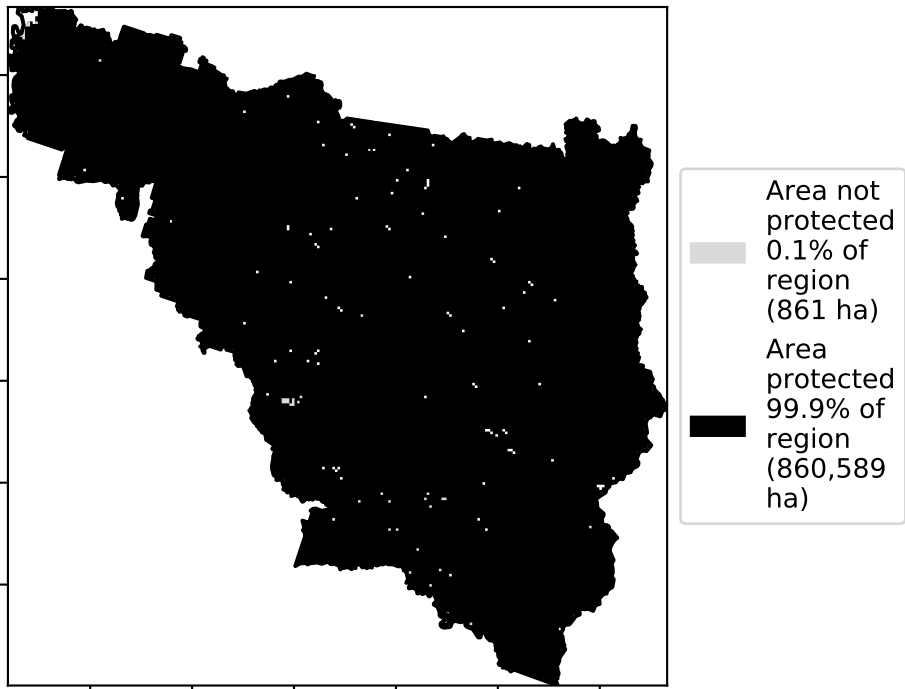 Area not
protected
0.1% of
region
(861 ha)
Area
protected
99.9% of
region
(860,589
ha)